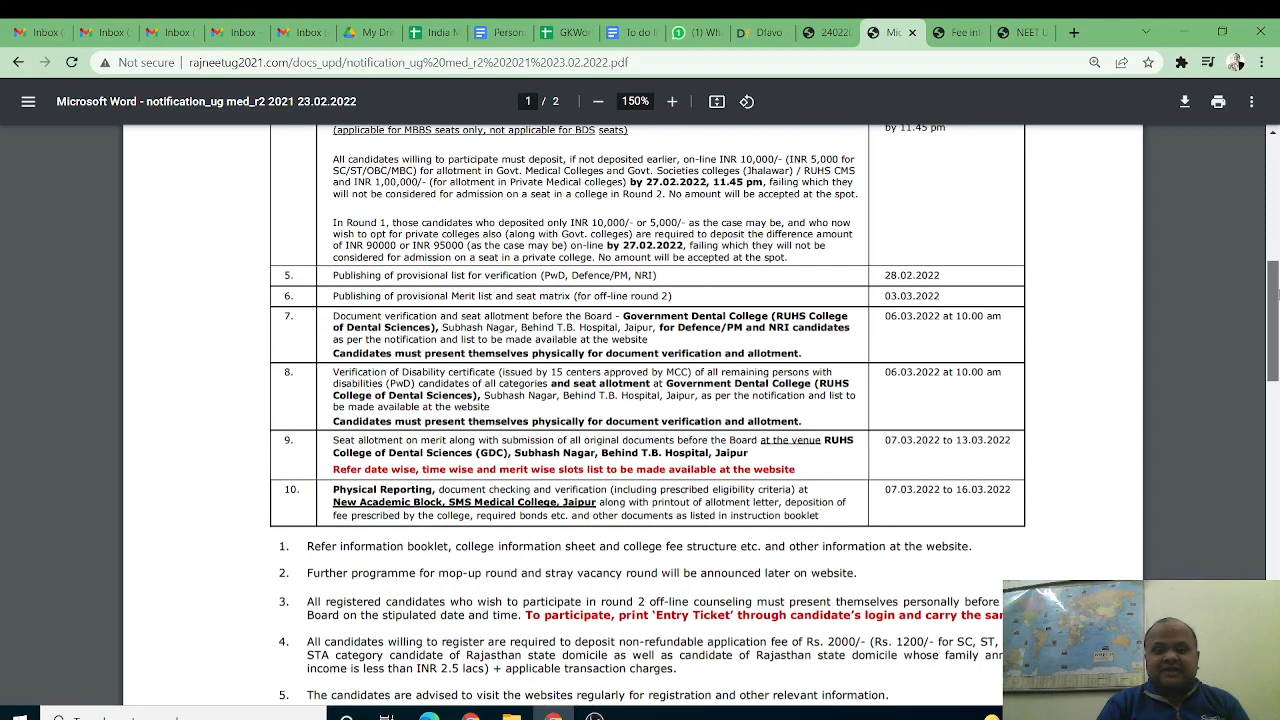 Inbox (
Inbox (
Inbox (
Inbox
Inbox (
My Dr
India N
Person
GKWor
To do li
(1) Wh
Dfavo
240220
Mic
Fee inf
NEET U
Not secure
rajneetug2021.com/docs_upd/notification_ug%20med_r2%202021%2023.02.2022.pdf
Microsoft Word - notification_ug med_r2 2021 23.02.2022
1 / 2
150%
(applicable for MBBS seats only, not applicable for BDS seats)
by 11.45 pm
All candidates willing to participate must deposit, if not deposited earlier, on-line INR 10,000/- (INR 5,000 for
SC/ST/OBC/MBC) for allotment in Govt. Medical Colleges and Govt. Societies colleges (Jhalawar) / RUHS CMS
and INR 1,00,000/- (for allotment in Private Medical colleges) by 27.02.2022, 11.45 pm, failing which they
will not be considered for admission on a seat in a college in Round 2. No amount will be accepted at the spot.
In Round 1, those candidates who deposited only INR 10,000/- or 5,000/- as the case may be, and who now
wish to opt for private colleges also (along with Govt. colleges) are required to deposit the difference amount
of INR 90000 or INR 95000 (as the case may be) on-line by 27.02.2022, failing which they will not be
considered for admission on a seat in a private college. No amount will be accepted at the spot.
5. Publishing of provisional list for verification (PwD, Defence/PM, NRI) 28.02.2022
6. Publishing of provisional Merit list and seat matrix (for off-line round 2) 03.03.2022
7. Document verification and seat allotment before the Board - Government Dental College (RUHS College 06.03.2022 at 10.00 am
of Dental Sciences), Subhash Nagar, Behind T.B. Hospital, Jaipur, for Defence/PM and NRI candidates
as per the notification and list to be made available at the website
Candidates must present themselves physically for document verification and allotment.
8. Verification of Disability certificate (issued by 15 centers approved by MCC) of all remaining persons with 06.03.2022 at 10.00 am
disabilities (PwD) candidates of all categories and seat allotment at Government Dental College (RUHS
College of Dental Sciences), Subhash Nagar, Behind T.B. Hospital, Jaipur, as per the notification and list to
be made available at the website
Candidates must present themselves physically for document verification and allotment.
9. Seat allotment on merit along with submission of all original documents before the Board at the venue RUHS 07.03.2022 to 13.03.2022
College of Dental Sciences (GDC), Subhash Nagar, Behind T.B. Hospital, Jaipur
Refer date wise, time wise and merit wise slots list to be made available at the website
10. Physical Reporting, document checking and verification (including prescribed eligibility criteria) at 07.03.2022 to 16.03.2022
New Academic Block, SMS Medical College, Jaipur along with printout of allotment letter, deposition of
fee prescribed by the college, required bonds etc. and other documents as listed in instruction booklet
1. Refer information booklet, college information sheet and college fee structure etc. and other information at the website.
2. Further programme for mop-up round and stray vacancy round will be announced later on website.
3. All registered candidates who wish to participate in round 2 off-line counseling must present themselves personally before
Board on the stipulated date and time. To participate, print 'Entry Ticket' through candidate's login and carry the sa
4. All candidates willing to register are required to deposit non-refundable application fee of Rs. 2000/- (Rs. 1200/- for SC, ST,
STA category candidate of Rajasthan state domicile as well as candidate of Rajasthan state domicile whose family ann
income is less than INR 2.5 lacs) + applicable transaction charges.
5. The candidates are advised to visit the websites regularly for registration and other relevant information.